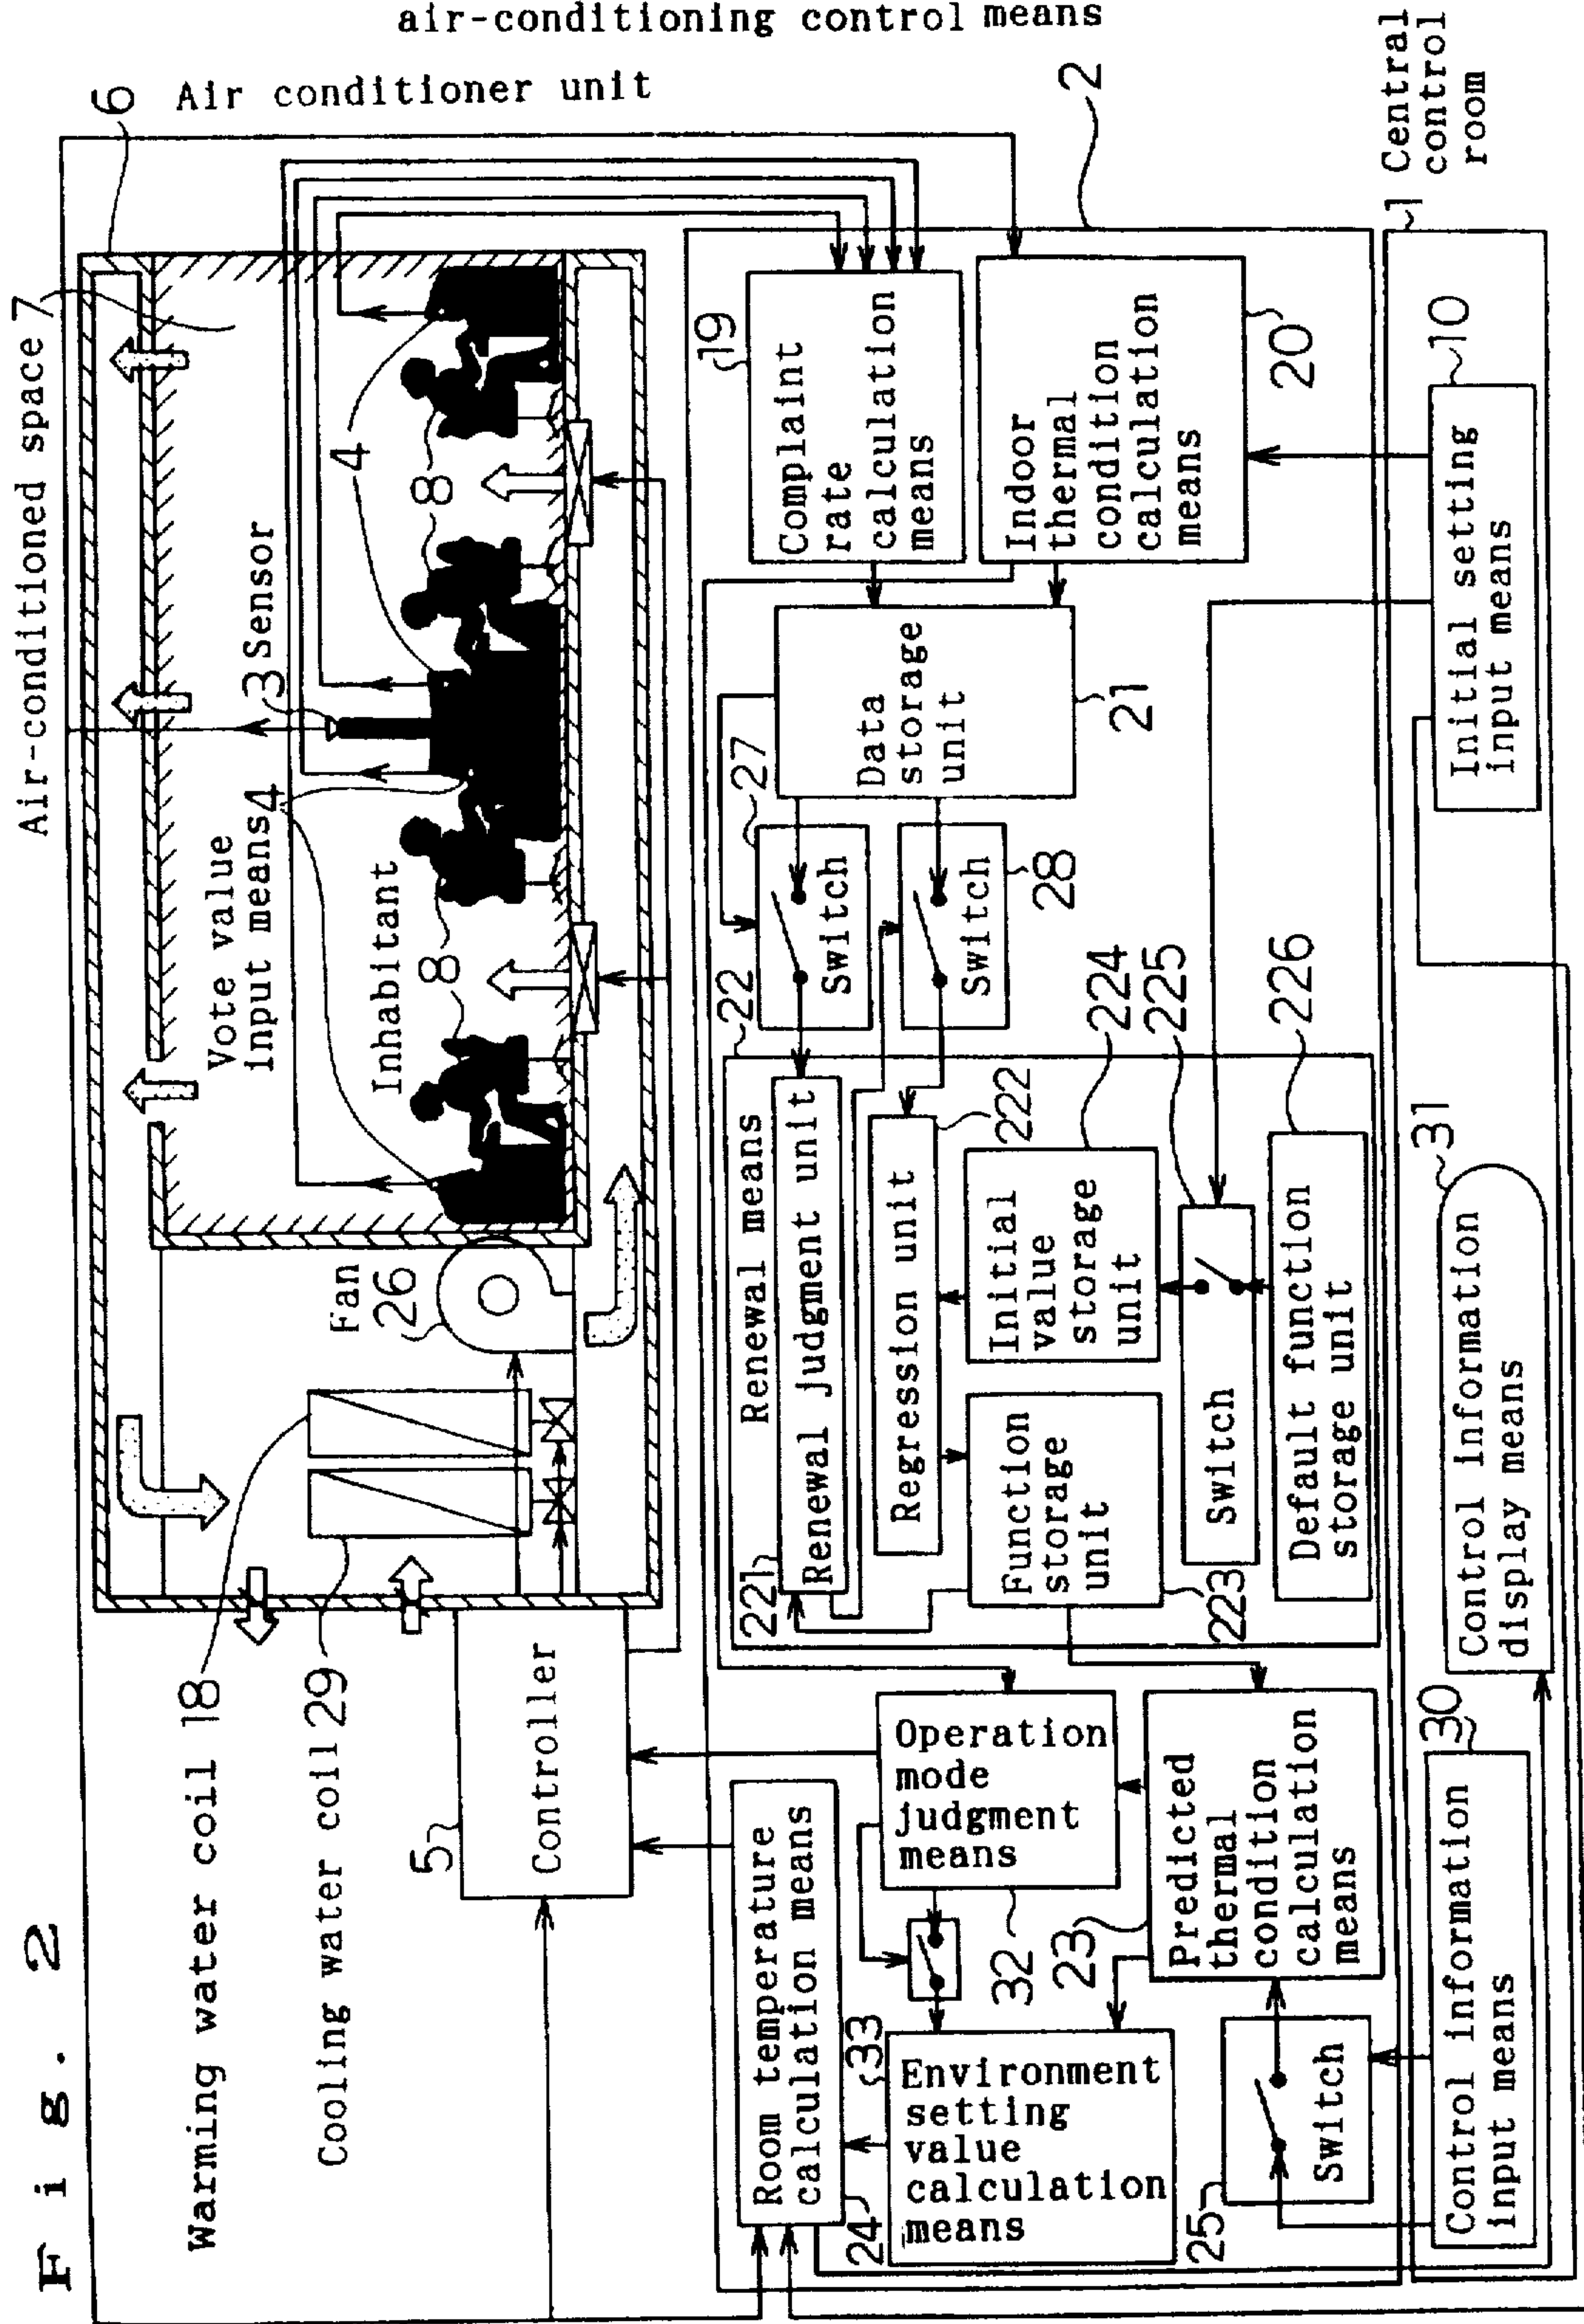 Fig. 2
air-conditioning control means
6 Air conditioner unit
Air-conditioned space 7
3 Sensor
4
8
8
Vote value
input means 4
Inhabitant
8
8
Fan
26
Warming water coil 18
Cooling water coil 29
5
Controller
2
19
Complaint
rate
calculation
means
Indoor
thermal
condition
calculation
means
20
Data
storage
unit
21
27
Switch
Switch
28
22
Renewal means
221
Renewal judgment unit
Regression unit
222
Initial
value
storage
unit
224
Function
storage
unit
223
225
Switch
226
Default function
storage unit
Operation
mode
judgment
means
32
Room temperature
calculation means
24
33
Environment
setting
value
calculation
means
23
Predicted
thermal
condition
calculation
means
25
Switch
1 Central
control
room
10
Initial setting
input means
31
Control information
display means
30
Control information
input means